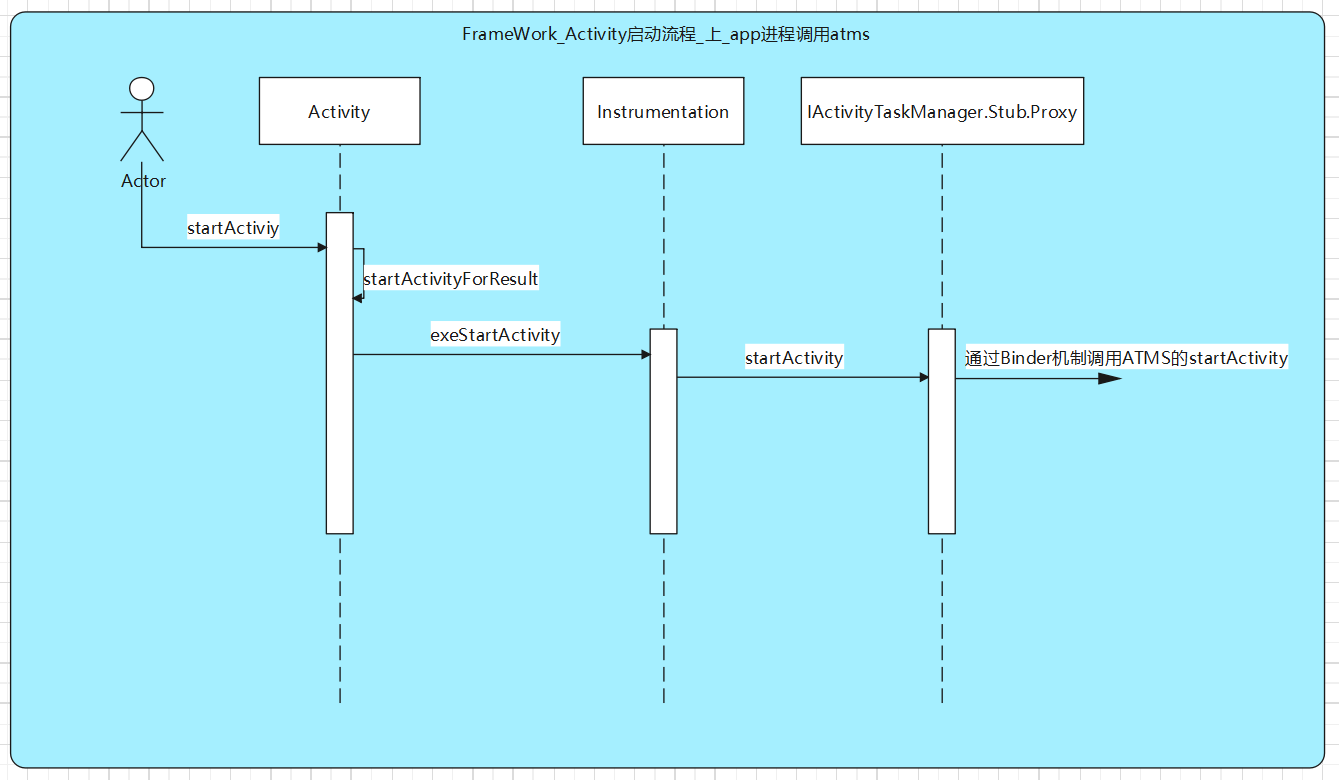 FrameWork_Activity启动流程_上_app进程调用atms
Activity
Instrumentation
IActivityTaskManager.Stub.Proxy
Actor
startActiviy
startActivityForResult
exeStartActivity
startActivity
通过Binder机制调用ATMS的startActivity